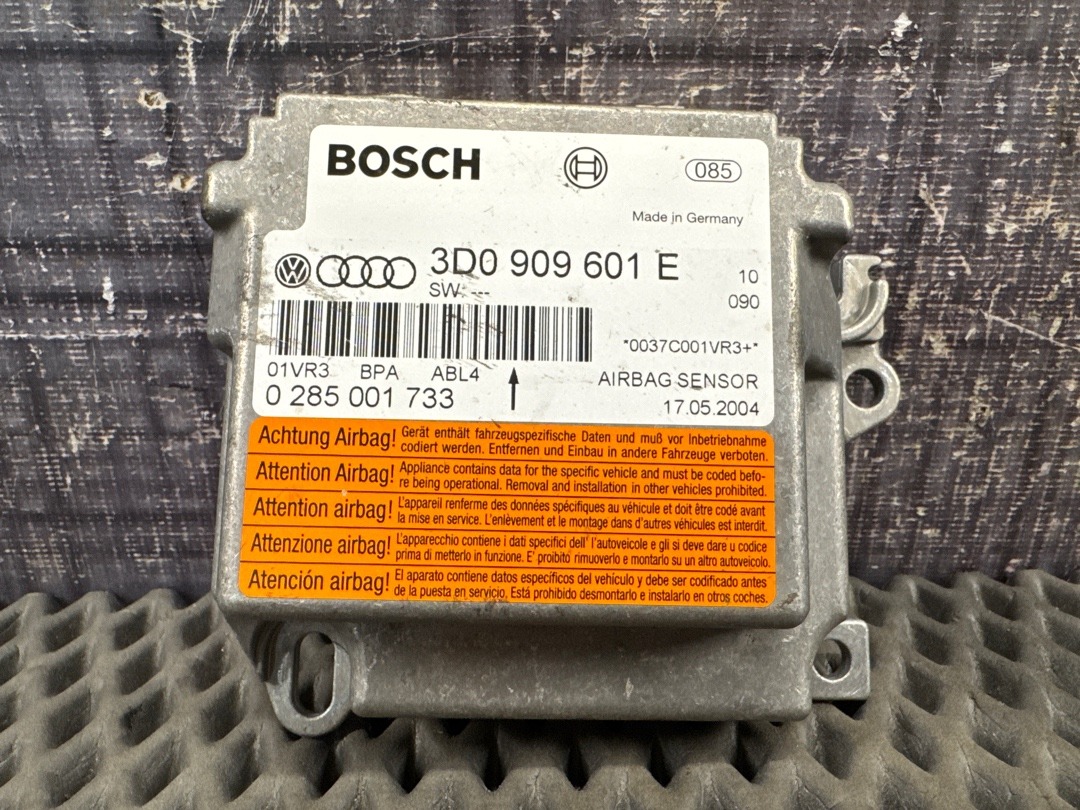 BOSCH
085
Made in Germany
3D0 909 601 E
10
SW ---
090
*0037C001VR3+*
01VR3 BPA ABL4
AIRBAG SENSOR
0 285 001 733
17.05.2004
Achtung Airbag! Gerät enthält fahrzeugspezifische Daten und muß vor Inbetriebnahme
codiert werden. Entfernen und Einbau in andere Fahrzeuge verboten.
Attention Airbag! Appliance contains data for the specific vehicle and must be coded befo-
re being operational. Removal and installation in other vehicles prohibited.
Attention airbag! L'appareil renferme des données spécifiques au véhicule et doit être codé avant
la mise en service. L'enlèvement et le montage dans d'autres véhicules est interdit.
Attenzione airbag! L'apparecchio contiene i dati specifici dell' l'autoveicolo e gli si deve dare u codice
prima di metterlo in funzione. E' proibito rimuoverlo e montarlo su un altro autoveicolo.
Atención airbag! El aparato contiene datos específicos del vehículo y debe ser codificado antes
de la puesta en servicio. Está prohibido desmontarlo e instalarlo en otros coches.